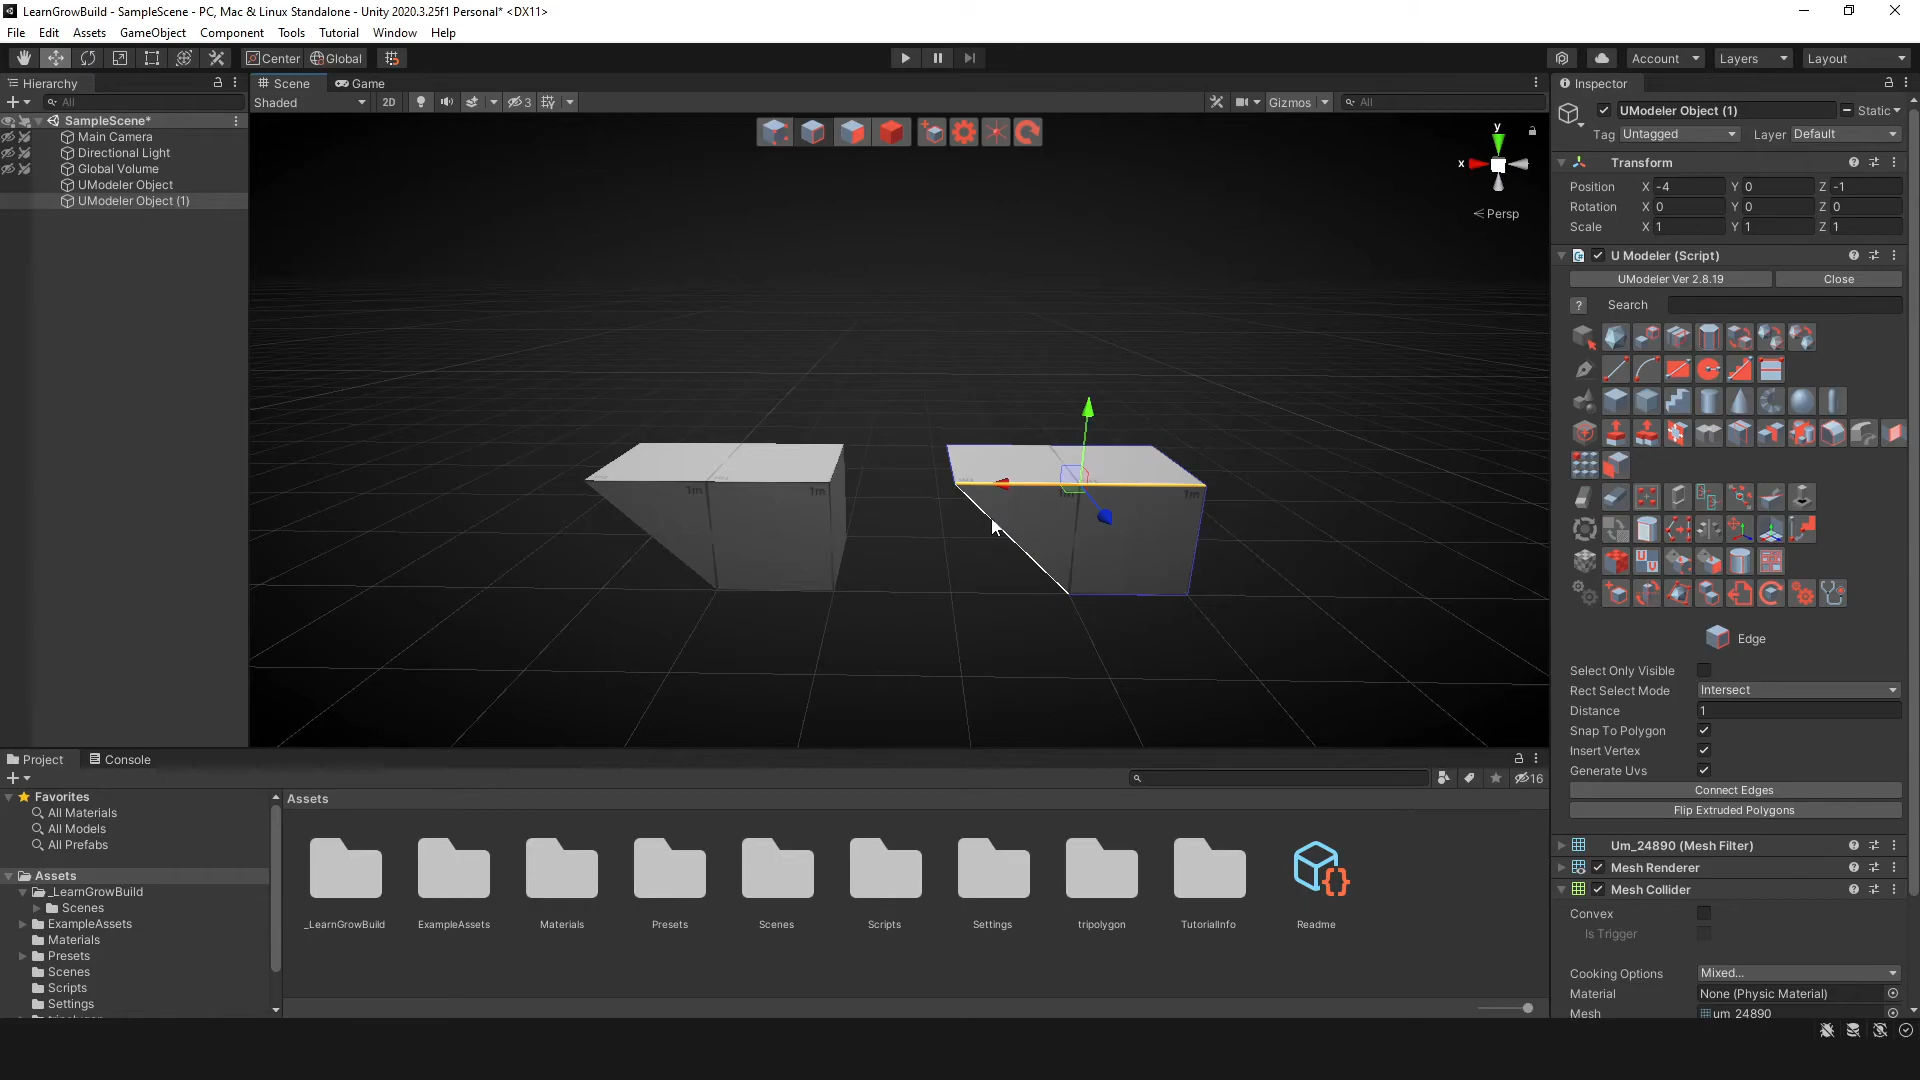 LearnGrowBuild - SampleScene - PC, Mac & Linux Standalone - Unity 2020.3.25f1 Personal* <DX11>
File Edit Assets GameObject Component Tools Tutorial Window Help
Center Global Account Layers Layout
Hierarchy
All
SampleScene*
Main Camera
Directional Light
Global Volume
UModeler Object
UModeler Object (1)
Scene Game
Shaded 2D 3 Gizmos All
y
x
Persp
1m 1m
1m 1m
Inspector
UModeler Object (1) Static
Tag Untagged Layer Default
Transform
Position X -4 Y 0 Z -1
Rotation X 0 Y 0 Z 0
Scale X 1 Y 1 Z 1
U Modeler (Script)
UModeler Ver 2.8.19 Close
? Search
Edge
Select Only Visible
Rect Select Mode Intersect
Distance 1
Snap To Polygon
Insert Vertex
Generate Uvs
Connect Edges
Flip Extruded Polygons
Um_24890 (Mesh Filter)
Mesh Renderer
Mesh Collider
Convex
Is Trigger
Cooking Options Mixed...
Material None (Physic Material)
Mesh um_24890
Project Console
16
Favorites
All Materials
All Models
All Prefabs
Assets
_LearnGrowBuild
Scenes
ExampleAssets
Materials
Presets
Scenes
Scripts
Settings
Assets
_LearnGrowBuild ExampleAssets Materials Presets Scenes Scripts Settings tripolygon TutorialInfo Readme